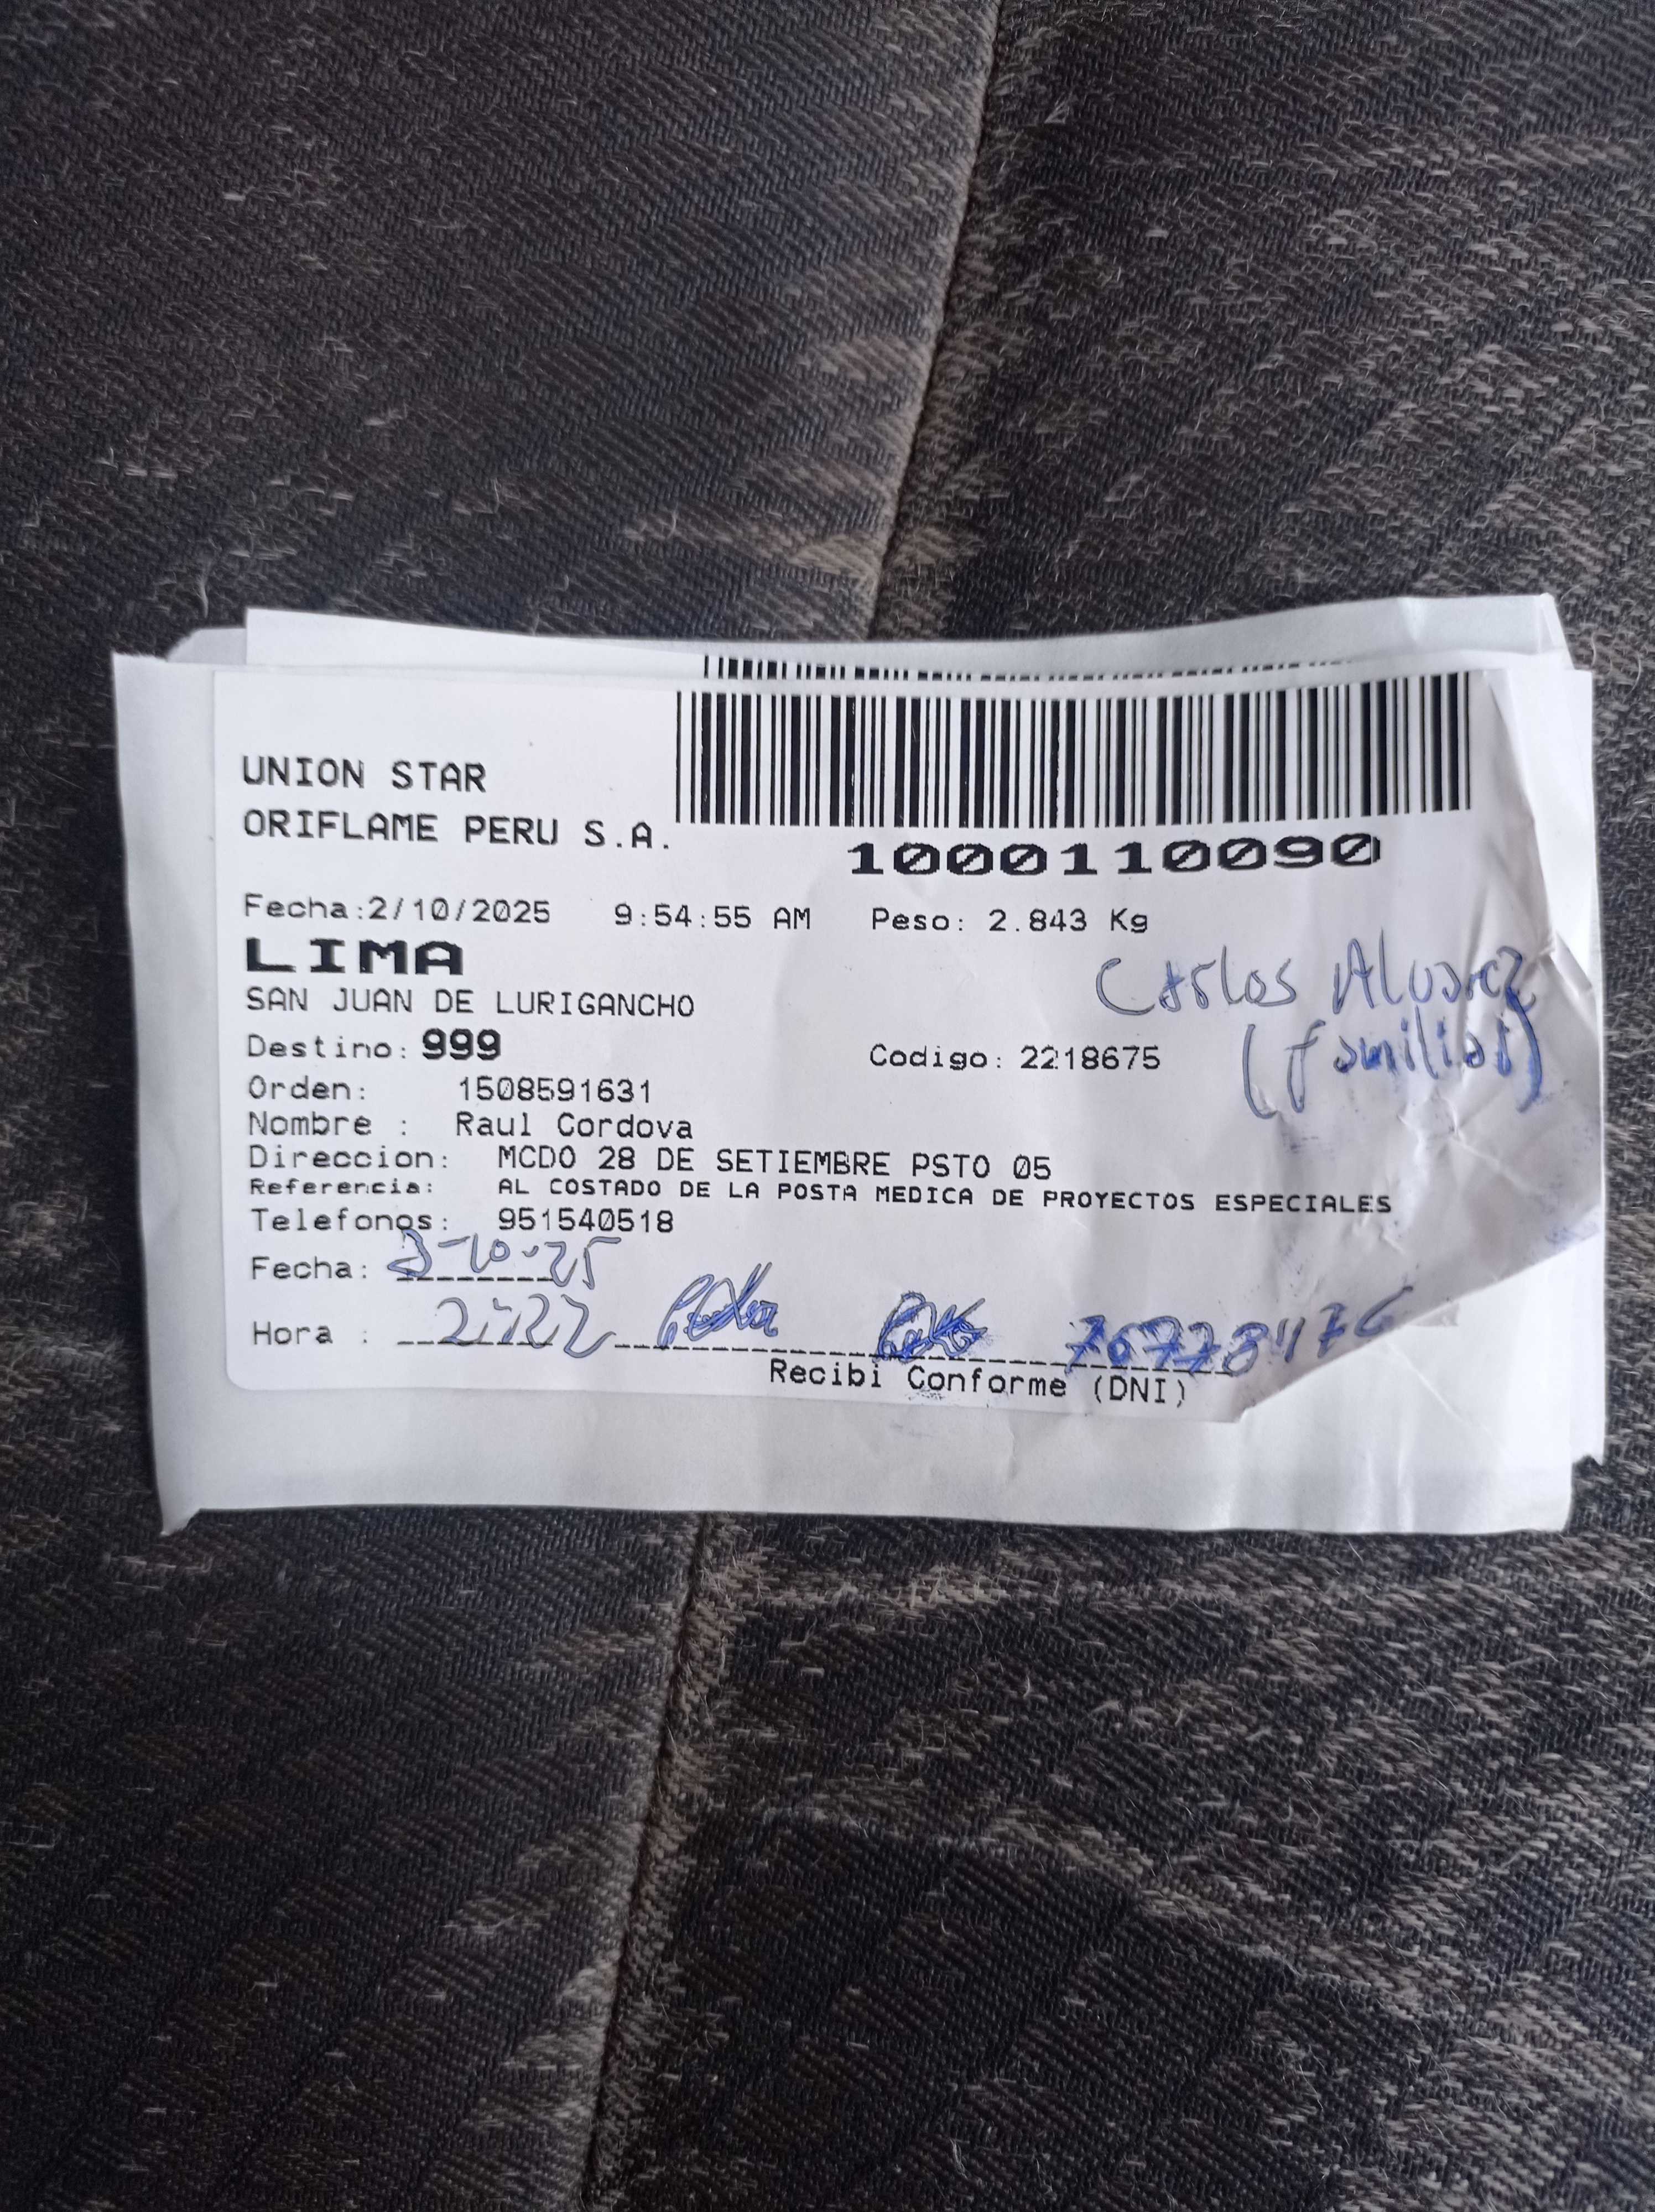 UNION STAR
ORIFLAME PERU S.A.
1000110090
Fecha:2/10/2025 9:54:55 AM Peso: 2.843 Kg
LIMA
Carlos Alvarez
SAN JUAN DE LURIGANCHO
(familiar)
Destino: 999 Codigo: 2218675
Orden: 1508591631
Nombre : Raul Cordova
Direccion: MCDO 28 DE SETIEMBRE PSTO 05
Referencia: AL COSTADO DE LA POSTA MEDICA DE PROYECTOS ESPECIALES
Telefonos: 951540518
Fecha: 3-10-25
Hora :
Recibi Conforme (DNI)